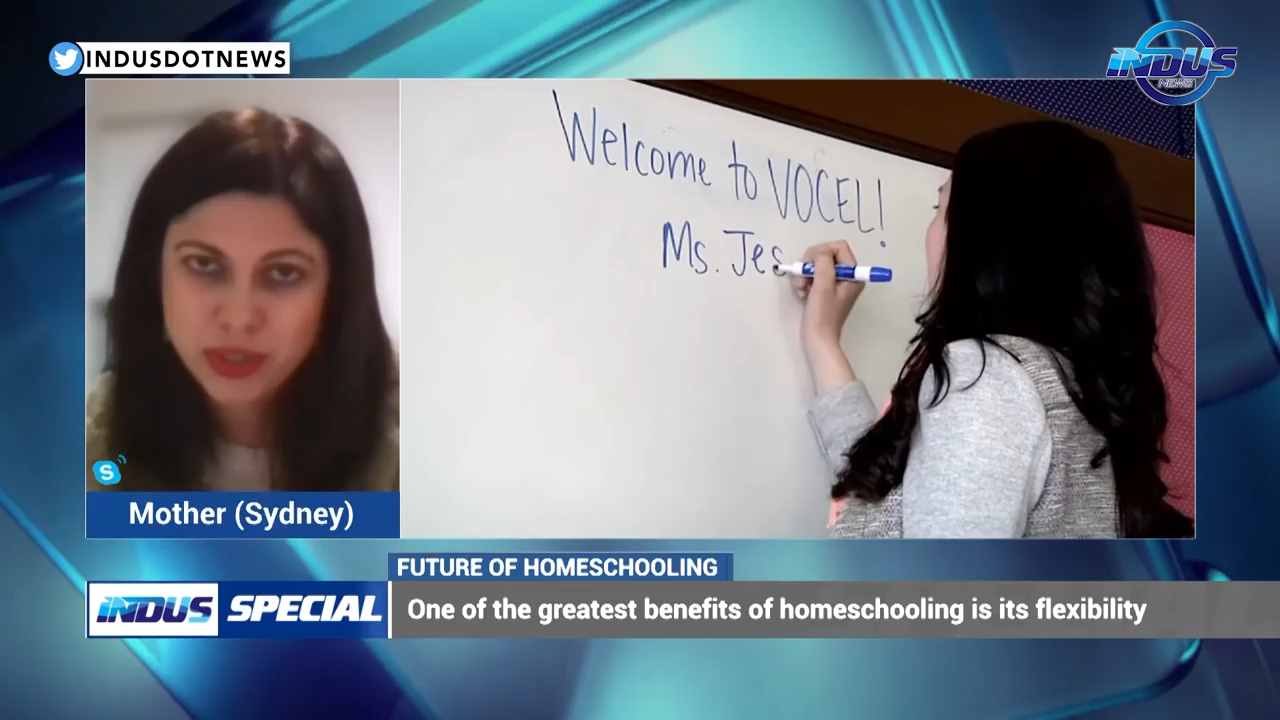 INDUSDOTNEWS
INDUS
NEWS
Welcome to VOCEL!
Ms. Jes
S
Mother (Sydney)
FUTURE OF HOMESCHOOLING
INDUS SPECIAL
One of the greatest benefits of homeschooling is its flexibility